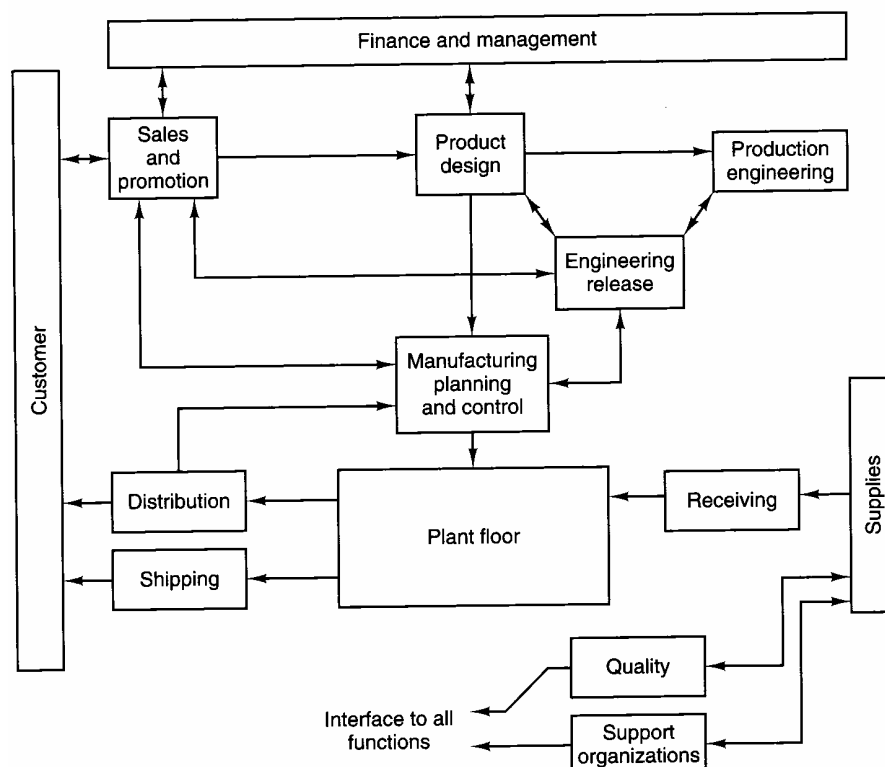 Finance and management
Sales
and
promotion
Product
design
Production
engineering
Engineering
release
Customer
Manufacturing
planning
and control
Supplies
Distribution
Plant floor
Receiving
Shipping
Quality
Interface to all
functions
Support
organizations